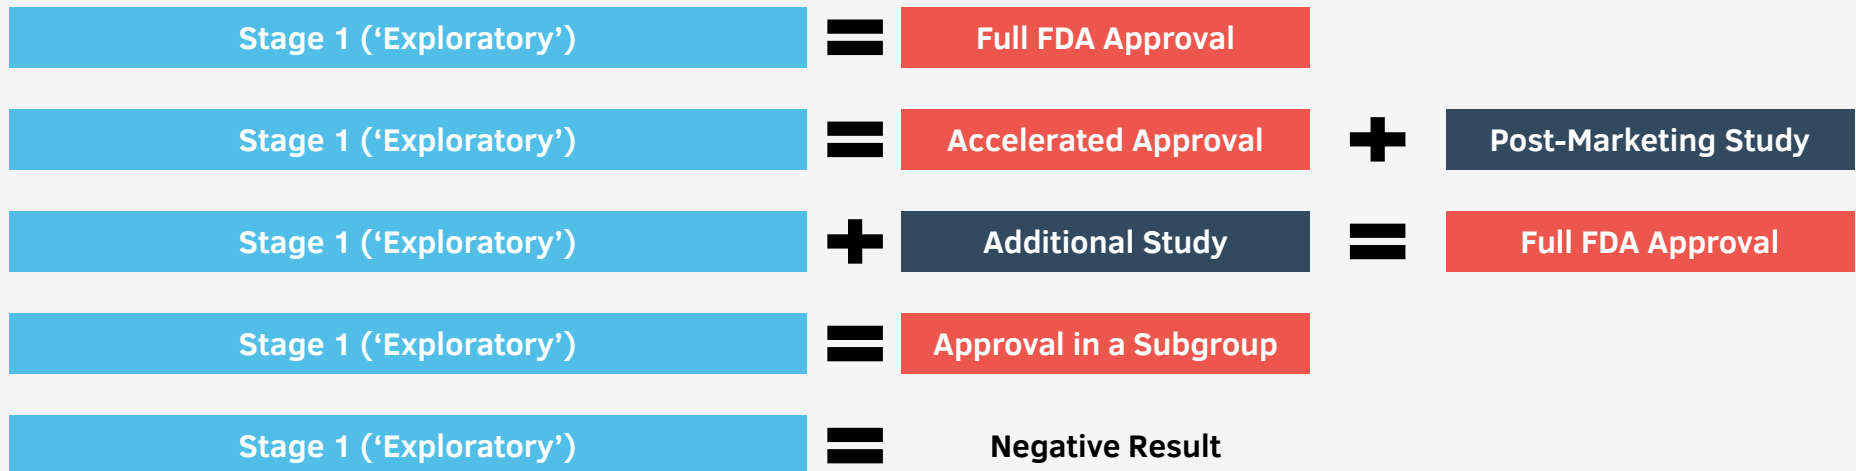 Stage 1 (‘Exploratory’) = Full FDA Approval
Stage 1 (‘Exploratory’) = Accelerated Approval + Post-Marketing Study
Stage 1 (‘Exploratory’) + Additional Study = Full FDA Approval
Stage 1 (‘Exploratory’) = Approval in a Subgroup
Stage 1 (‘Exploratory’) = Negative Result